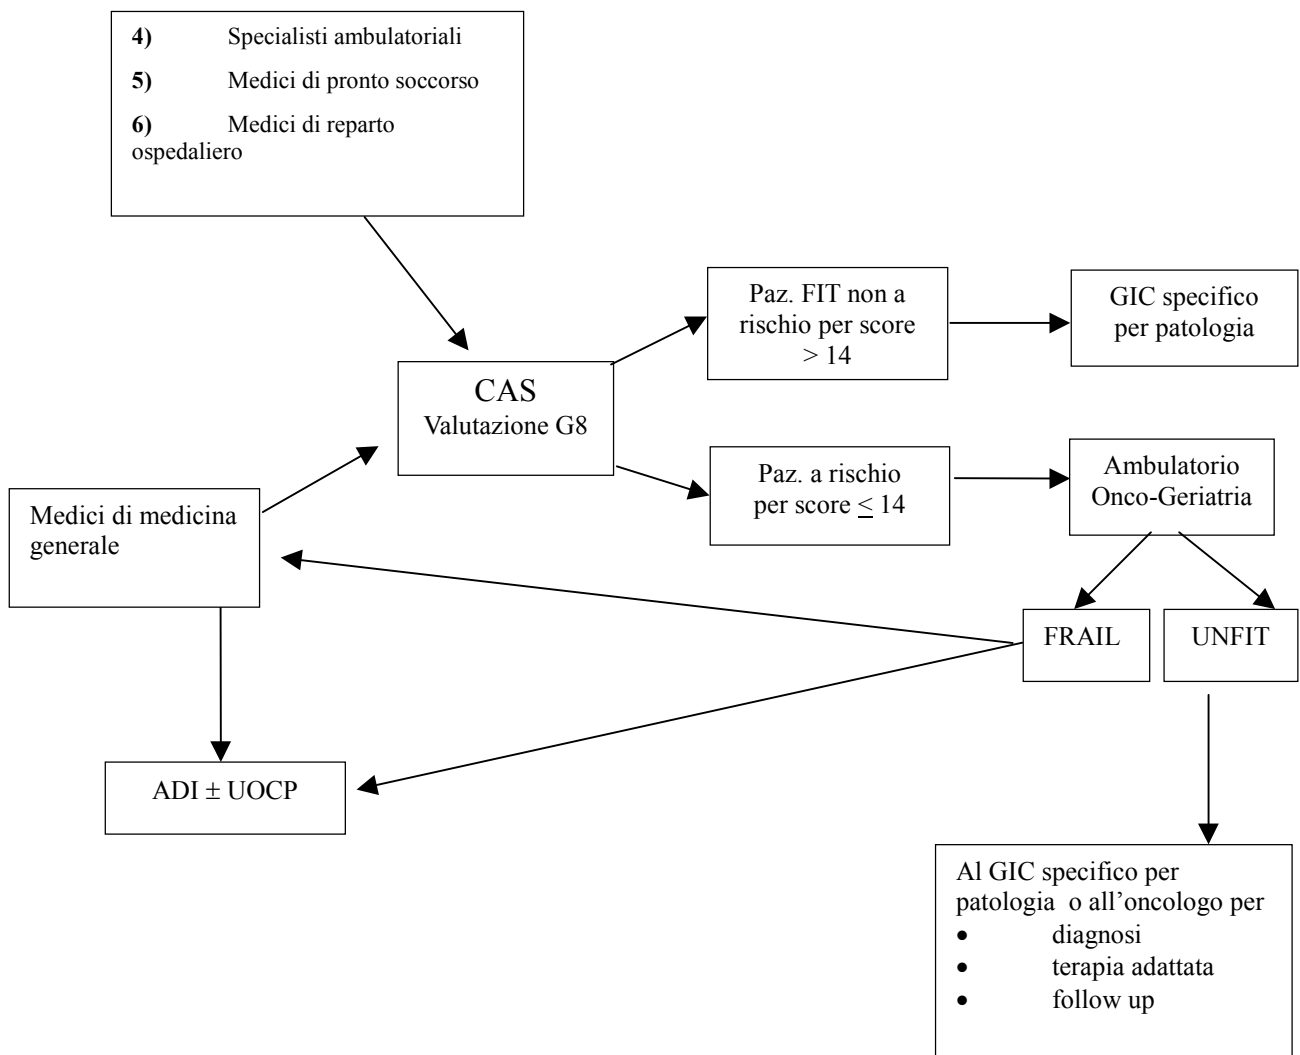 4) Specialisti ambulatoriali
5) Medici di pronto soccorso
6) Medici di reparto
ospedaliero
Paz. FIT non a
rischio per score
> 14
GIC specifico
per patologia
CAS
Valutazione G8
Paz. a rischio
per score ≤ 14
Ambulatorio
Onco-Geriatria
Medici di medicina
generale
FRAIL
UNFIT
ADI ± UOCP
Al GIC specifico per
patologia o all’oncologo per
• diagnosi
• terapia adattata
• follow up